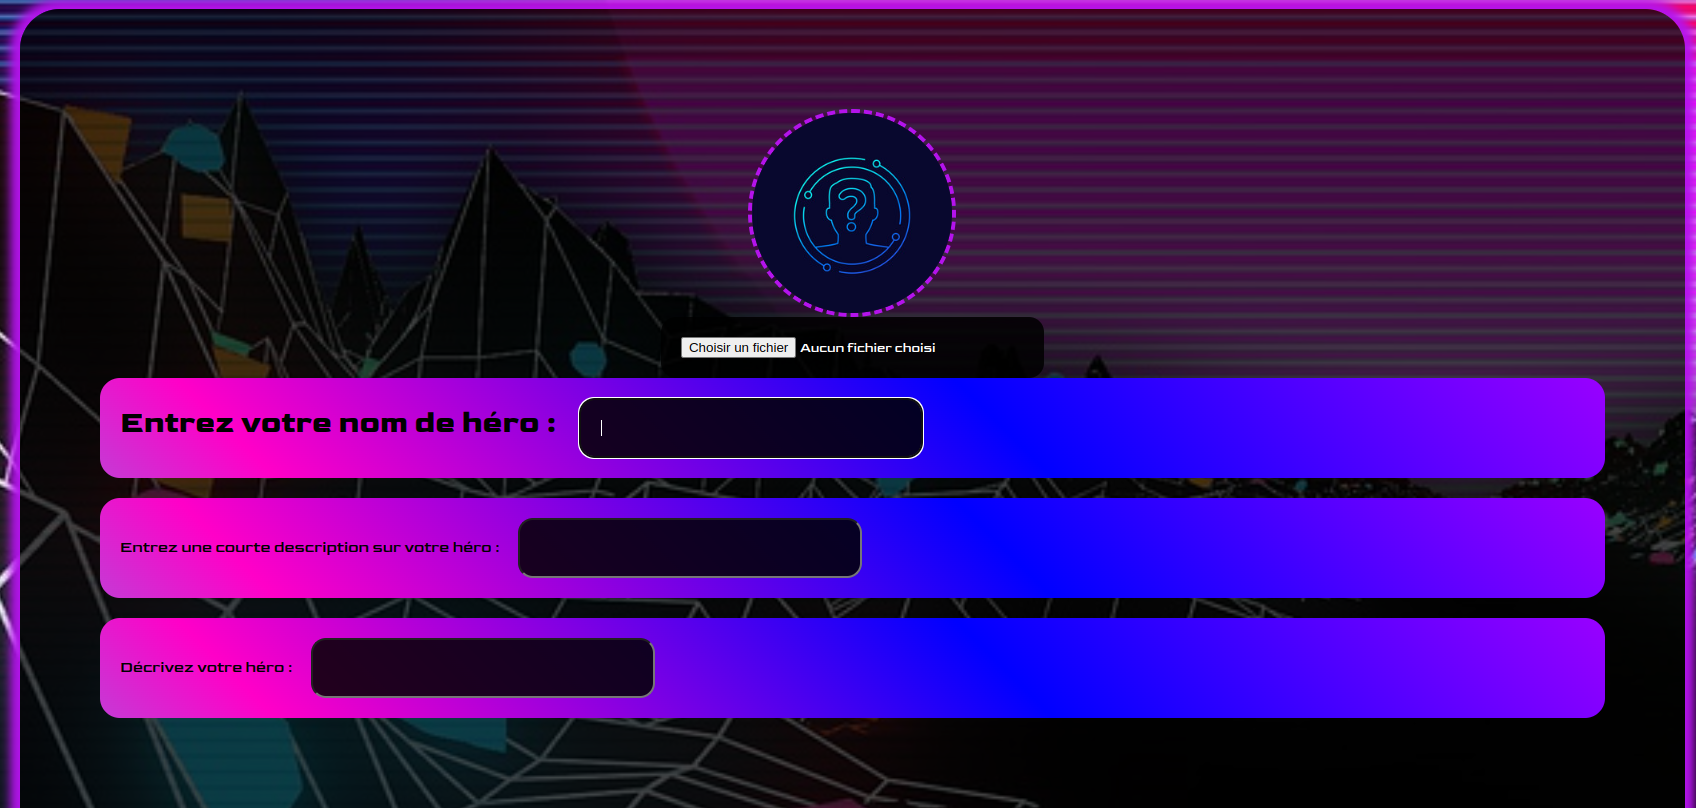 ?
Choisir un fichier Aucun fichier choisi
Entrez votre nom de héro :
Entrez une courte description sur votre héro :
Décrivez votre héro :